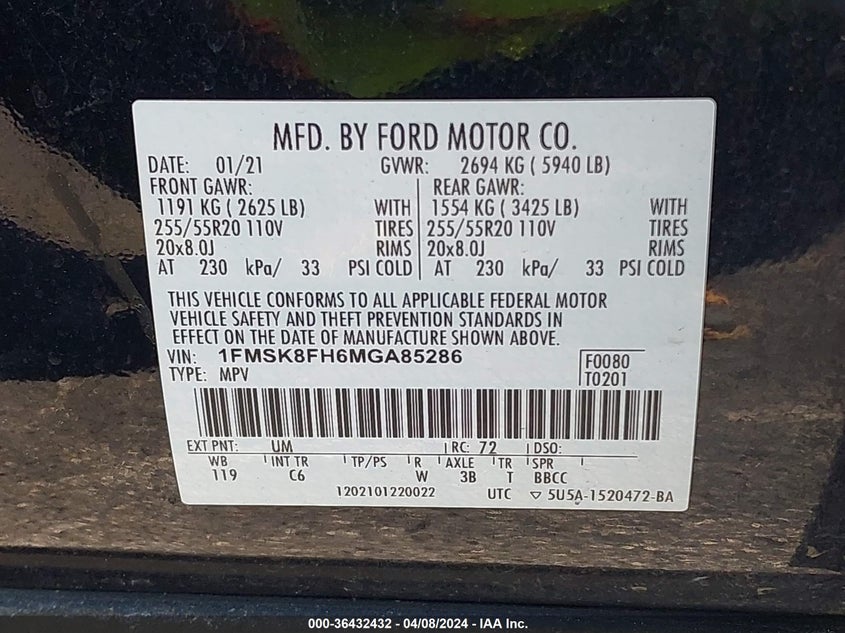 MFD. BY FORD MOTOR CO.
DATE: 01/21 GVWR: 2694 KG ( 5940 LB)
FRONT GAWR: REAR GAWR:
1191 KG ( 2625 LB) WITH 1554 KG ( 3425 LB) WITH
255/55R20 110V TIRES 255/55R20 110V TIRES
20x8.0J RIMS 20x8.0J RIMS
AT 230 kPa/ 33 PSI COLD AT 230 kPa/ 33 PSI COLD
THIS VEHICLE CONFORMS TO ALL APPLICABLE FEDERAL MOTOR
VEHICLE SAFETY AND THEFT PREVENTION STANDARDS IN
EFFECT ON THE DATE OF MANUFACTURE SHOWN ABOVE.
VIN: 1FMSK8FH6MGA85286 F0080
TYPE: MPV T0201
EXT PNT: UM RC: 72 DSO:
WB INT TR TP/PS R AXLE TR SPR
119 C6 W 3B T BBCC
1202101220022 UTC ▽ 5U5A-1520472-BA
000-36432432 - 04/08/2024 - IAA Inc.